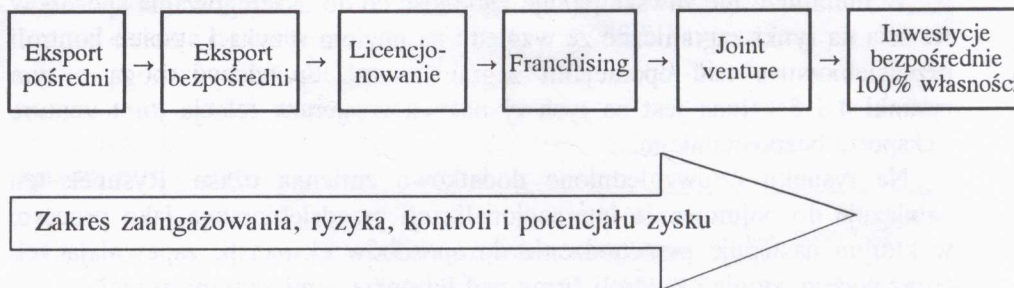 Eksport
pośredni
Eksport
bezpośredni
Licencjo-
nowanie
Franchising
Joint
venture
Inwestycje
bezpośrednie
100% własności
Zakres zaangażowania, ryzyka, kontroli i potencjału zysku